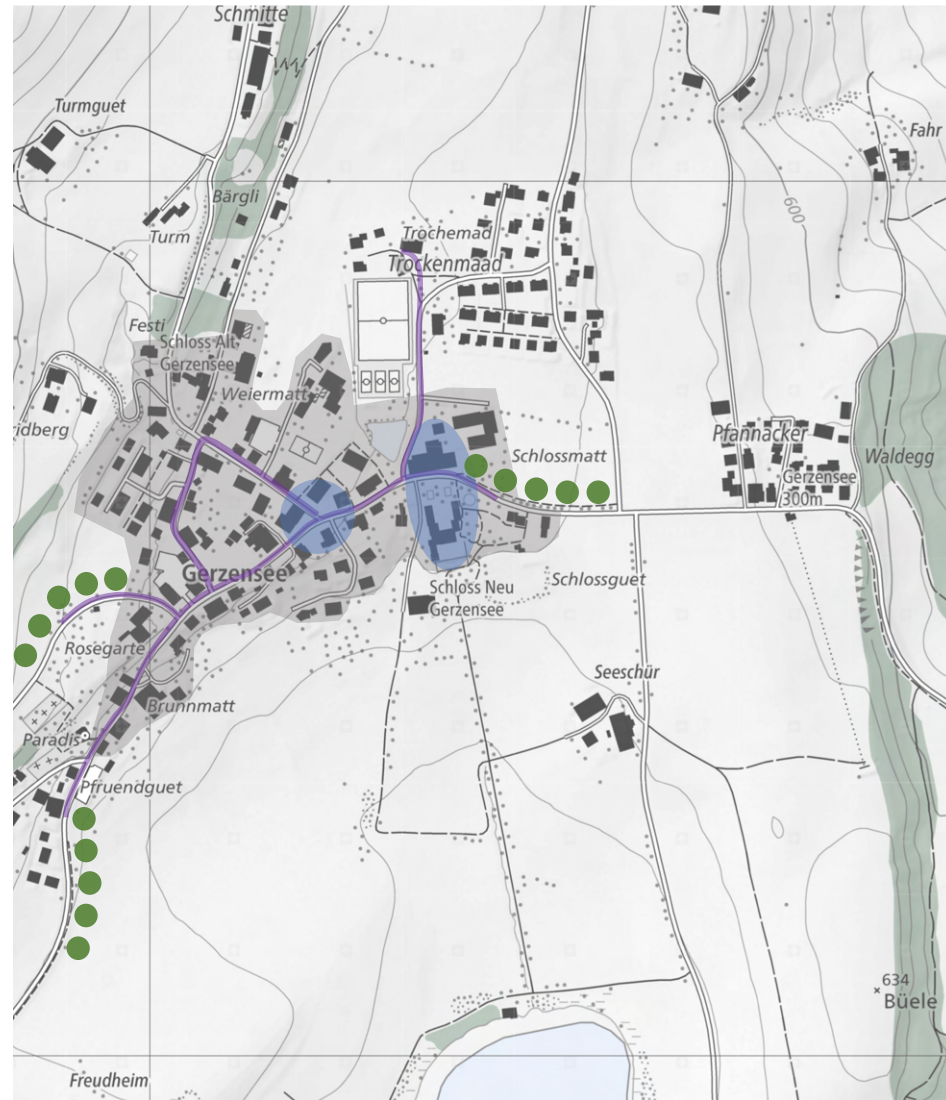 Schmitte
Turmguet
Fahr
Bärgli
600
Turm
Trochemad
Trockenmaad
Festi
Schloss Alt
Gerzensee
Weiermatt
ridberg
Pfannacker
Schlossmatt
Waldegg
Gerzensee
300m
Gerzensee
Schlossguet
Schloss Neu
Gerzensee
Rosegarte
Seeschür
Brunnmatt
Paradis
Pfruendguet
634
Büele
Freudheim